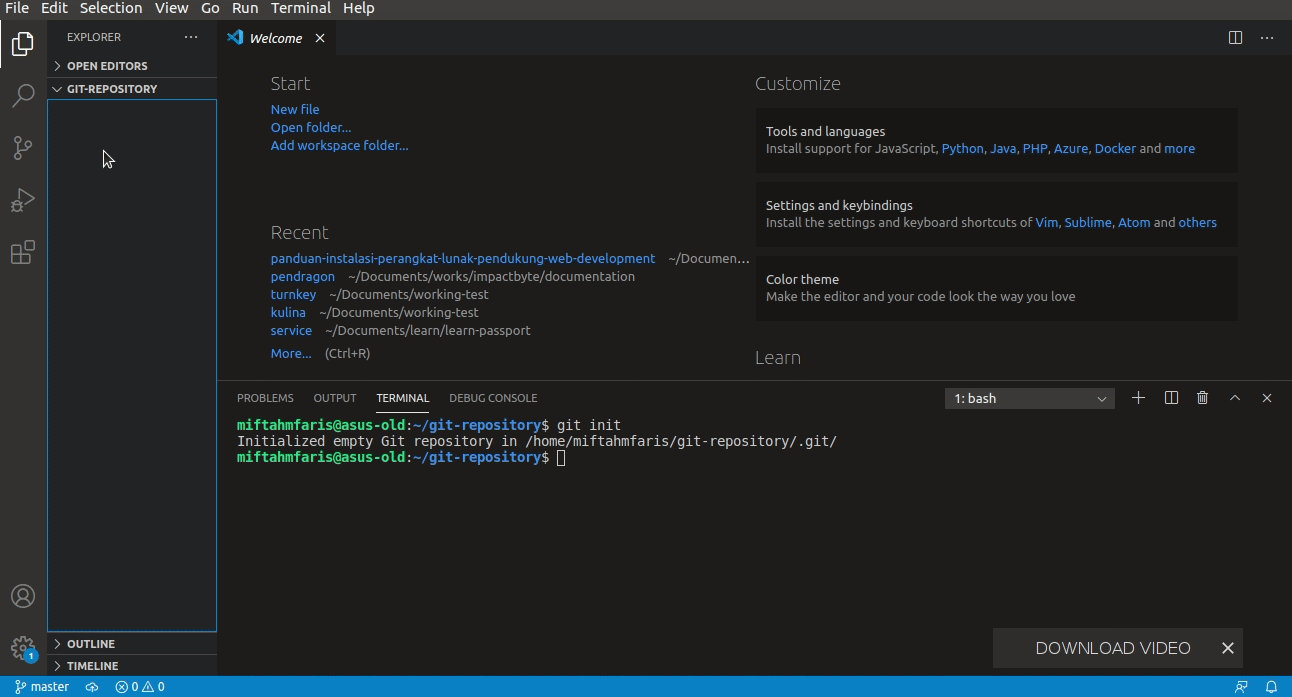 File Edit Selection View Go Run Terminal Help
EXPLORER
OPEN EDITORS
GIT-REPOSITORY
OUTLINE
TIMELINE
Welcome
Start
New file
Open folder...
Add workspace folder...
Recent
panduan-instalasi-perangkat-lunak-pendukung-web-development ~/Documen...
pendragon ~/Documents/works/impactbyte/documentation
turnkey ~/Documents/working-test
kulina ~/Documents/working-test
service ~/Documents/learn/learn-passport
More... (Ctrl+R)
Customize
Tools and languages
Install support for JavaScript, Python, Java, PHP, Azure, Docker and more
Settings and keybindings
Install the settings and keyboard shortcuts of Vim, Sublime, Atom and others
Color theme
Make the editor and your code look the way you love
Learn
PROBLEMS OUTPUT TERMINAL DEBUG CONSOLE 1: bash
miftahmfaris@asus-old:~/git-repository$ git init
Initialized empty Git repository in /home/miftahmfaris/git-repository/.git/
miftahmfaris@asus-old:~/git-repository$
DOWNLOAD VIDEO
1
master 0 0